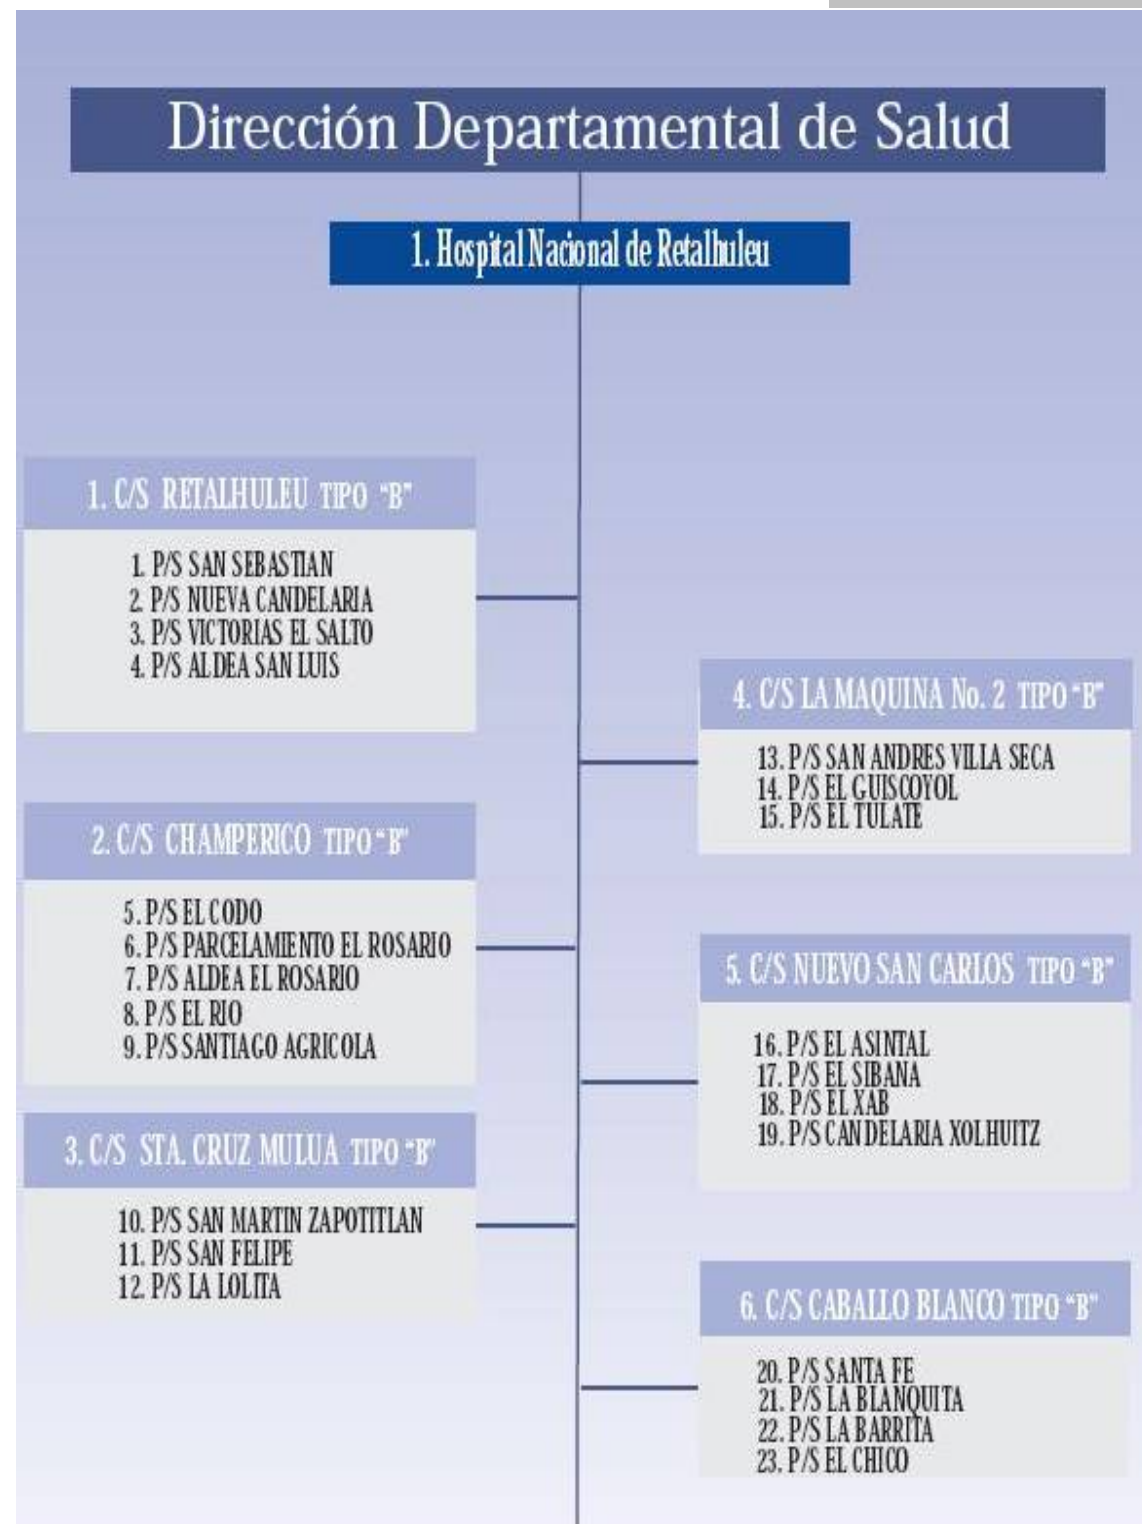 Dirección Departamental de Salud
1. Hospital Nacional de Retalhuleu
1. C/S RETALHULEU TIPO “B”
1. P/S SAN SEBASTIAN
2. P/S NUEVA CANDELARIA
3. P/S VICTORIAS EL SALTO
4. P/S ALDEA SAN LUIS
2. C/S CHAMPERICO TIPO “B”
5. P/S EL CODO
6. P/S PARCELAMIENTO EL ROSARIO
7. P/S ALDEA EL ROSARIO
8. P/S EL RIO
9. P/S SANTIAGO AGRICOLA
3. C/S STA. CRUZ MULUA TIPO “B”
10. P/S SAN MARTIN ZAPOTITLAN
11. P/S SAN FELIPE
12. P/S LA LOLITA
4. C/S LA MAQUINA No. 2 TIPO “B”
13. P/S SAN ANDRES VILLA SECA
14. P/S EL GUISCOYOL
15. P/S EL TULATE
5. C/S NUEVO SAN CARLOS TIPO “B”
16. P/S EL ASINTAL
17. P/S EL SIBANA
18. P/S EL XAB
19. P/S CANDELARIA XOLHUITZ
6. C/S CABALLO BLANCO TIPO “B”
20. P/S SANTA FE
21. P/S LA BLANQUITA
22. P/S LA BARRITA
23. P/S EL CHICO